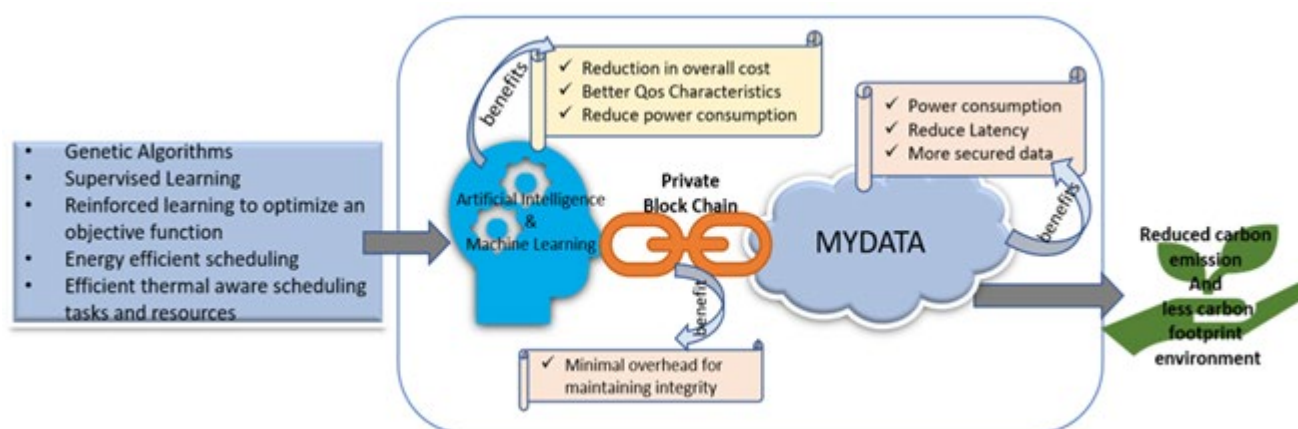 Genetic Algorithms
Supervised Learning
Reinforced learning to optimize an
objective function
Energy efficient scheduling
Efficient thermal aware scheduling
tasks and resources
benefits
Reduction in overall cost
Better Qos Characteristics
Reduce power consumption
Artificial Intelligence
&
Machine Learning
Private
Block Chain
benefit
Minimal overhead for
maintaining integrity
MYDATA
benefits
Power consumption
Reduce Latency
More secured data
Reduced carbon
emission
And
less carbon
footprint
environment